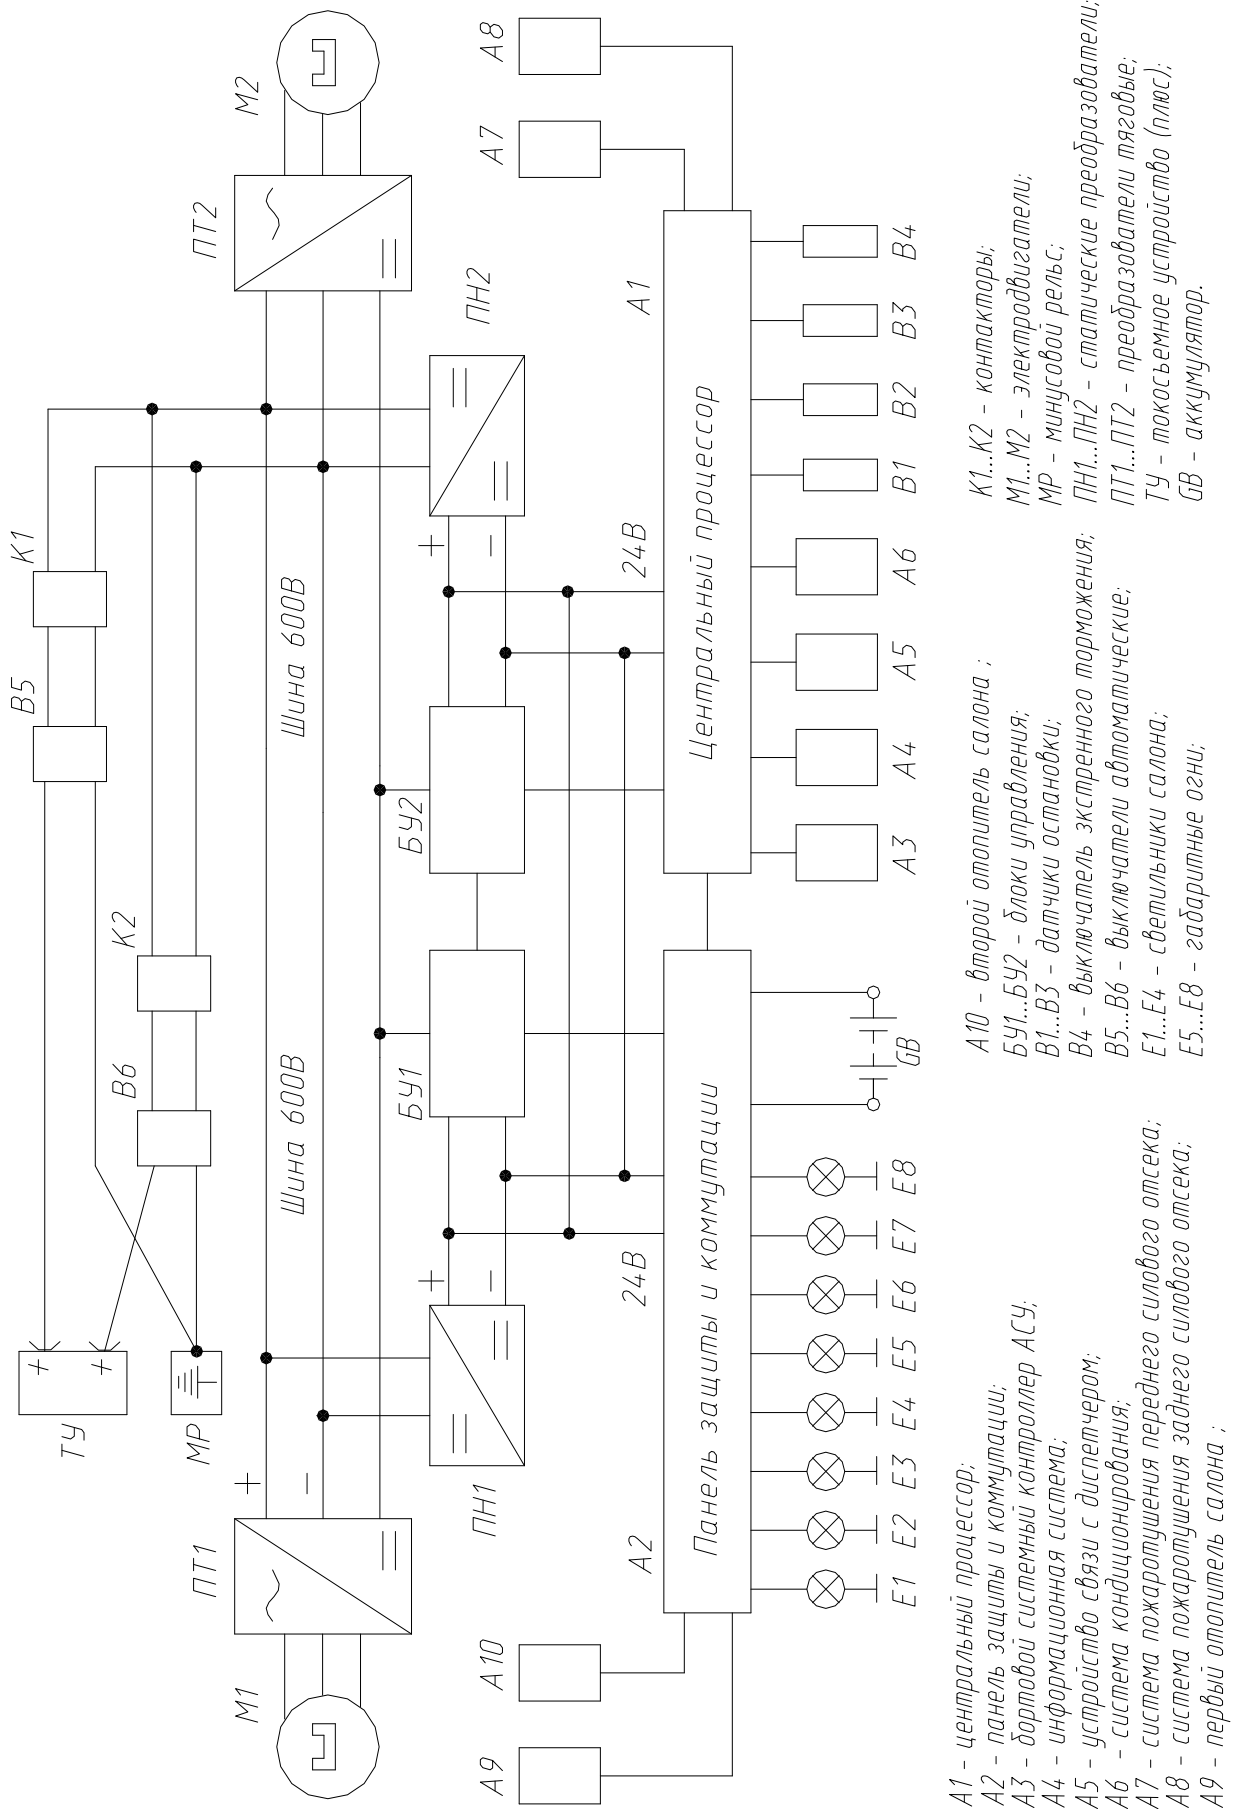 М1
М2
ПТ1
ПТ2
+
−
Шина 600В
Шина 600В
ТУ
+
+
МР
В6
К2
В5
К1
ПН1
ПН2
+
−
+
−
БУ1
БУ2
24В
24В
А9
А10
А7
А8
А2
Панель защиты и коммутации
А1
Центральный процессор
Е1
Е2
Е3
Е4
Е5
Е6
Е7
Е8
GB
А3
А4
А5
А6
В1
В2
В3
В4
А1 - центральный процессор;
А2 - панель защиты и коммутации;
А3 - бортовой системный контроллер АСУ;
А4 - информационная система;
А5 - устройство связи с диспетчером;
А6 - система кондиционирования;
А7 - система пожаротушения переднего силового отсека;
А8 - система пожаротушения заднего силового отсека;
А9 - первый отопитель салона ;
А10 - второй отопитель салона ;
БУ1...БУ2 - блоки управления;
В1...В3 - датчики остановки;
В4 - выключатель экстренного торможения;
В5...В6 - выключатели автоматические;
Е1...Е4 - светильники салона;
Е5...Е8 - габаритные огни;
К1...К2 - контакторы;
М1...М2 - электродвигатели;
МР - минусовой рельс;
ПН1...ПН2 - статические преобразователи;
ПТ1...ПТ2 - преобразователи тяговые;
ТУ - токосъемное устройство (плюс);
GB - аккумулятор.